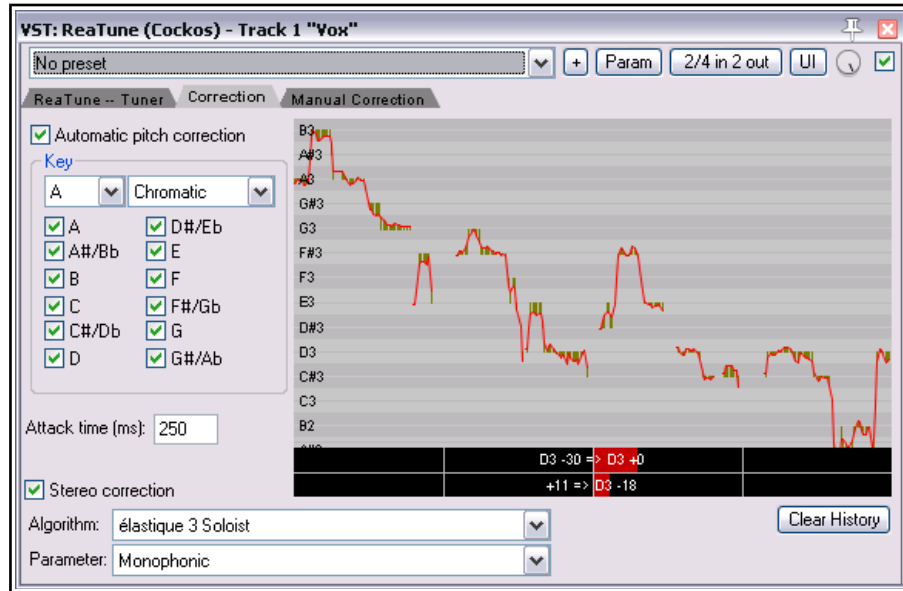 VST: ReaTune (Cockos) - Track 1 "Vox"
No preset
+
Param
2/4 in 2 out
UI
ReaTune -- Tuner
Correction
Manual Correction
Automatic pitch correction
Key
A
Chromatic
A
D#/Eb
A#/Bb
E
B
F
C
F#/Gb
C#/Db
G
D
G#/Ab
Attack time (ms): 250
Stereo correction
Algorithm: élastique 3 Soloist
Parameter: Monophonic
B3
A#3
A3
G#3
G3
F#3
F3
E3
D#3
D3
C#3
C3
B2
D3 -30 => D3 +0
+11 => D3 -18
Clear History